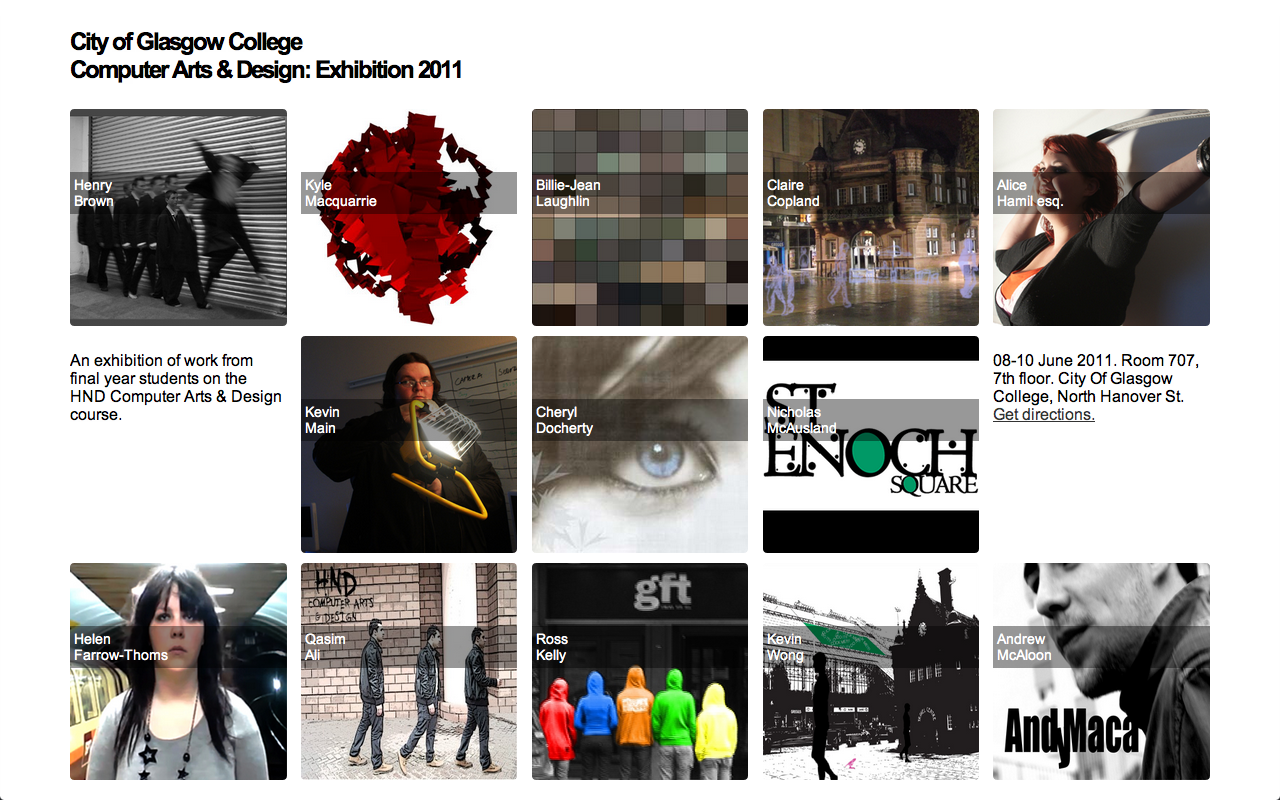 City of Glasgow College
Computer Arts & Design: Exhibition 2011
Henry
Brown
Kyle
Macquarrie
Billie-Jean
Laughlin
Claire
Copland
Alice
Hamil esq.
An exhibition of work from
final year students on the
HND Computer Arts & Design
course.
CAMERA
Kevin
Main
Cheryl
Docherty
ST.
Nicholas
McAusland
ENOCH
SQUARE
08-10 June 2011. Room 707,
7th floor. City Of Glasgow
College, North Hanover St.
Get directions.
Helen
Farrow-Thoms
HND
COMPUTER ARTS
& DESIGN
Qasim
Ali
gft
Ross
Kelly
Kevin
Wong
Andrew
McAloon
AndyMaca